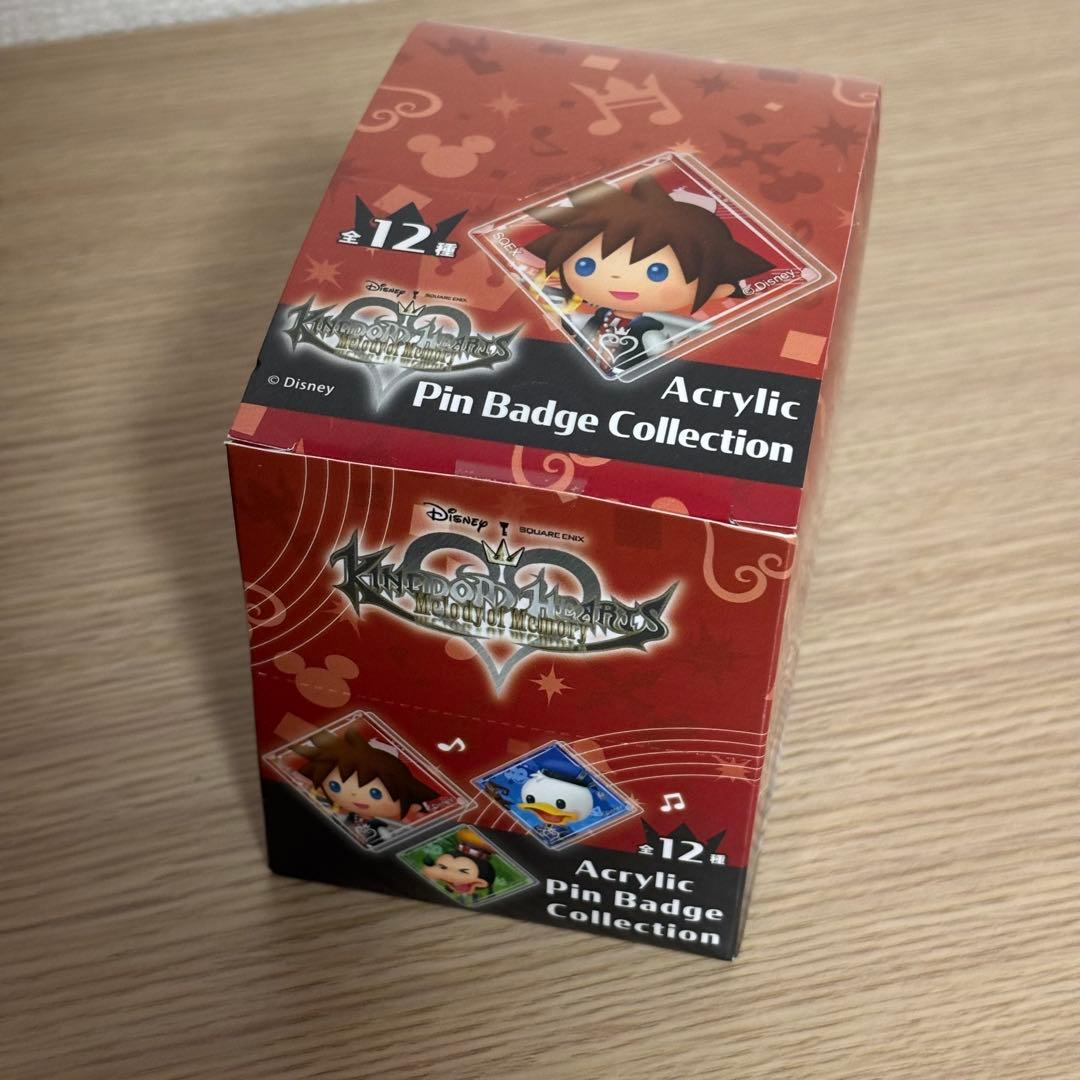 全12種
SQEX
© Disney
DISNEY SQUARE ENIX
KINGDOM HEARTS
Melody of Memory
© Disney
Acrylic
Pin Badge Collection
DISNEY SQUARE ENIX
KINGDOM HEARTS
Melody of Memory
全12種
Acrylic
Pin Badge
Collection